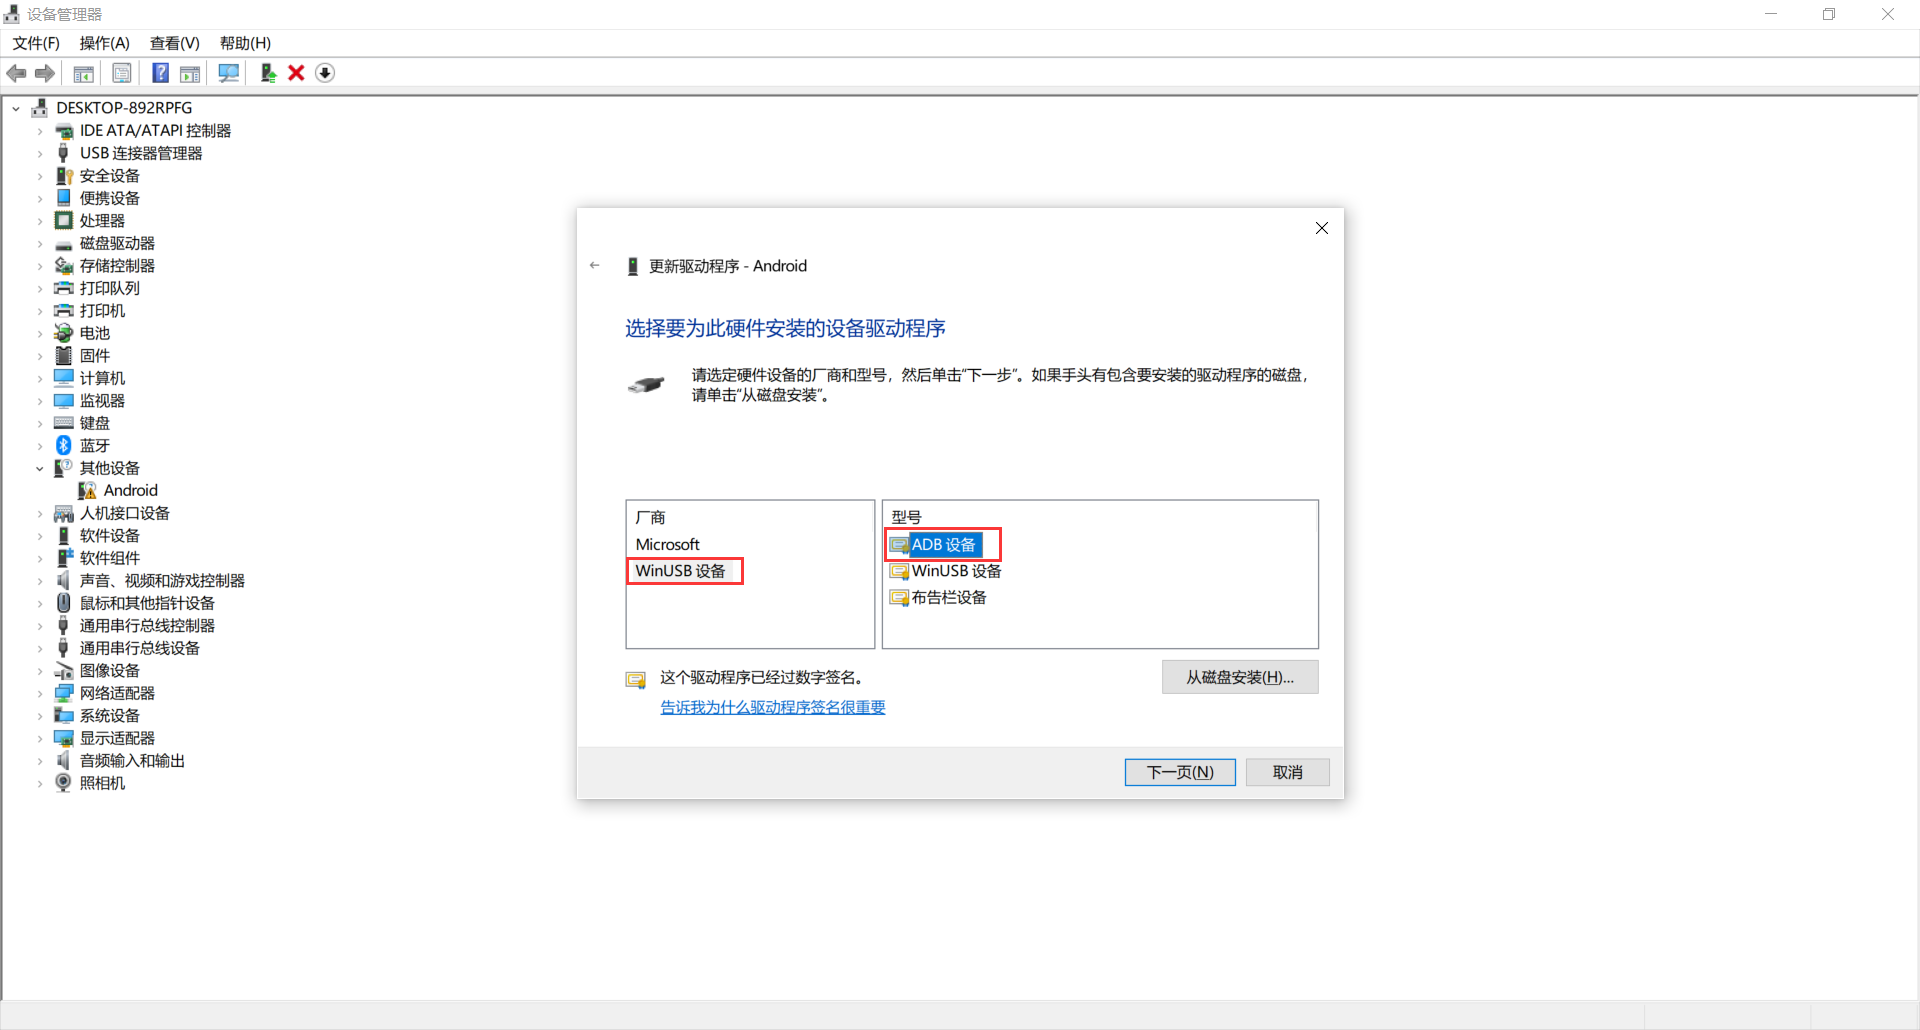 设备管理器
文件(F) 操作(A) 查看(V) 帮助(H)
DESKTOP-892RPFG
IDE ATA/ATAPI 控制器
USB 连接器管理器
安全设备
便携设备
处理器
磁盘驱动器
存储控制器
打印队列
打印机
电池
固件
计算机
监视器
键盘
蓝牙
其他设备
Android
人机接口设备
软件设备
软件组件
声音、视频和游戏控制器
鼠标和其他指针设备
通用串行总线控制器
通用串行总线设备
图像设备
网络适配器
系统设备
显示适配器
音频输入和输出
照相机
更新驱动程序 - Android
选择要为此硬件安装的设备驱动程序
请选定硬件设备的厂商和型号，然后单击“下一步”。如果手头有包含要安装的驱动程序的磁盘，
请单击“从磁盘安装”。
厂商
Microsoft
WinUSB 设备
型号
ADB 设备
WinUSB 设备
布告栏设备
这个驱动程序已经过数字签名。
告诉我为什么驱动程序签名很重要
从磁盘安装(H)...
下一页(N)
取消